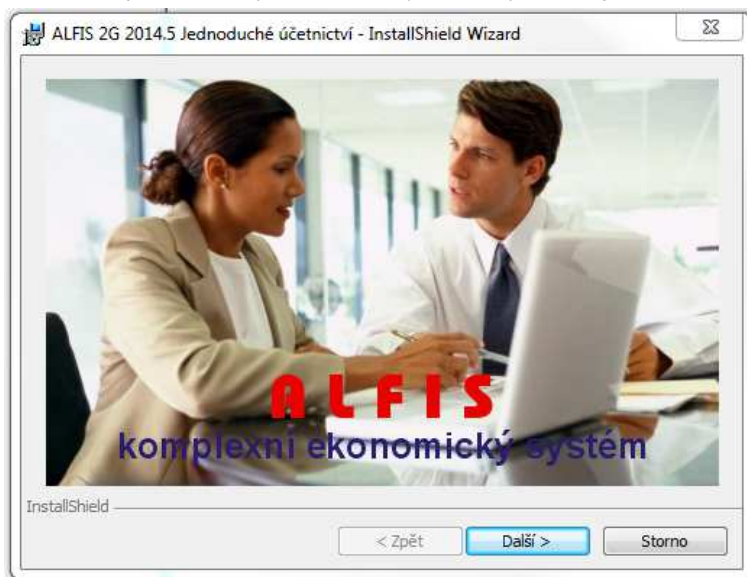 ALFIS 2G 2014.5 Jednoduché účetnictví - InstallShield Wizard
ALFIS
komplexní ekonomický systém
InstallShield
< Zpět
Další >
Storno